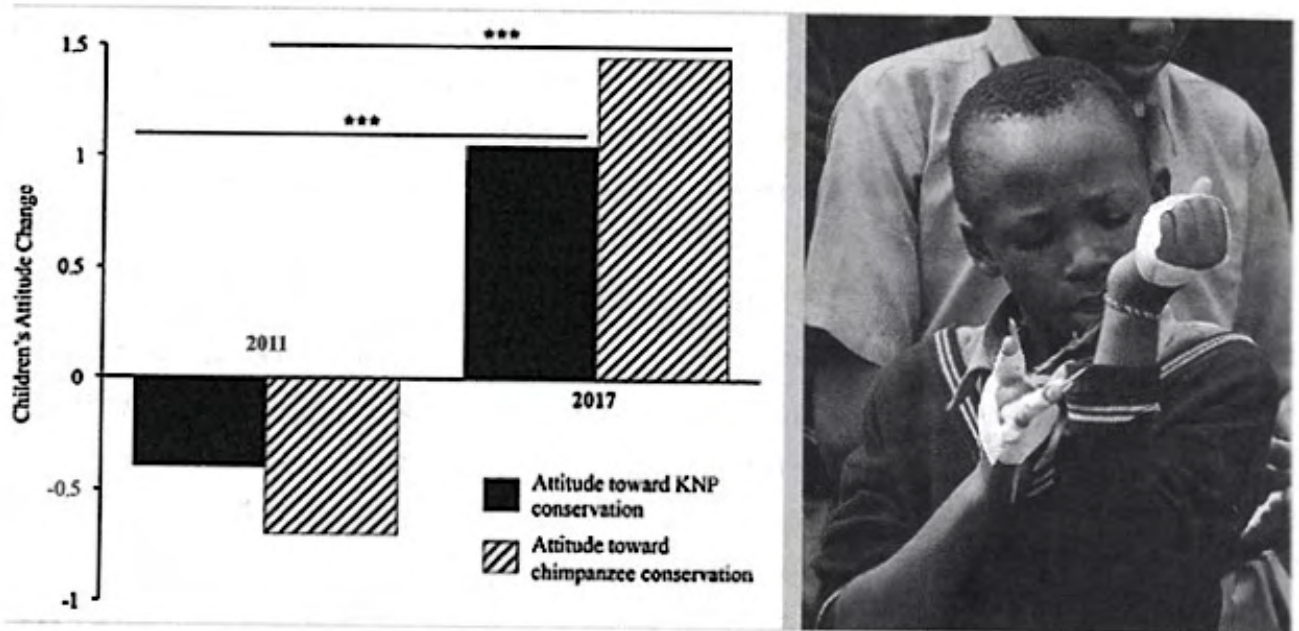 1.5
1
0.5
0
-0.5
-1
Children's Attitude Change
***
***
2011
2017
Attitude toward KNP
conservation
Attitude toward
chimpanzee conservation